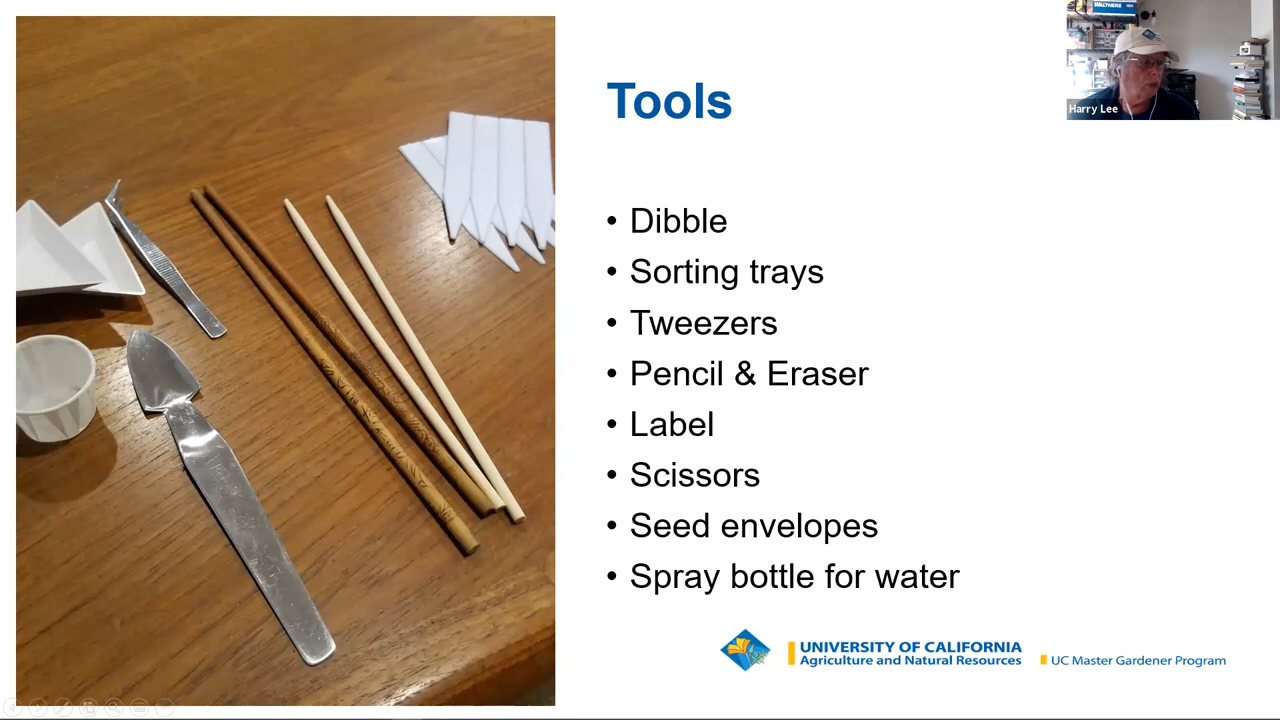 WALTHERS
Harry Lee
Tools
• Dibble
• Sorting trays
• Tweezers
• Pencil & Eraser
• Label
• Scissors
• Seed envelopes
• Spray bottle for water
UNIVERSITY OF CALIFORNIA
Agriculture and Natural Resources
UC Master Gardener Program